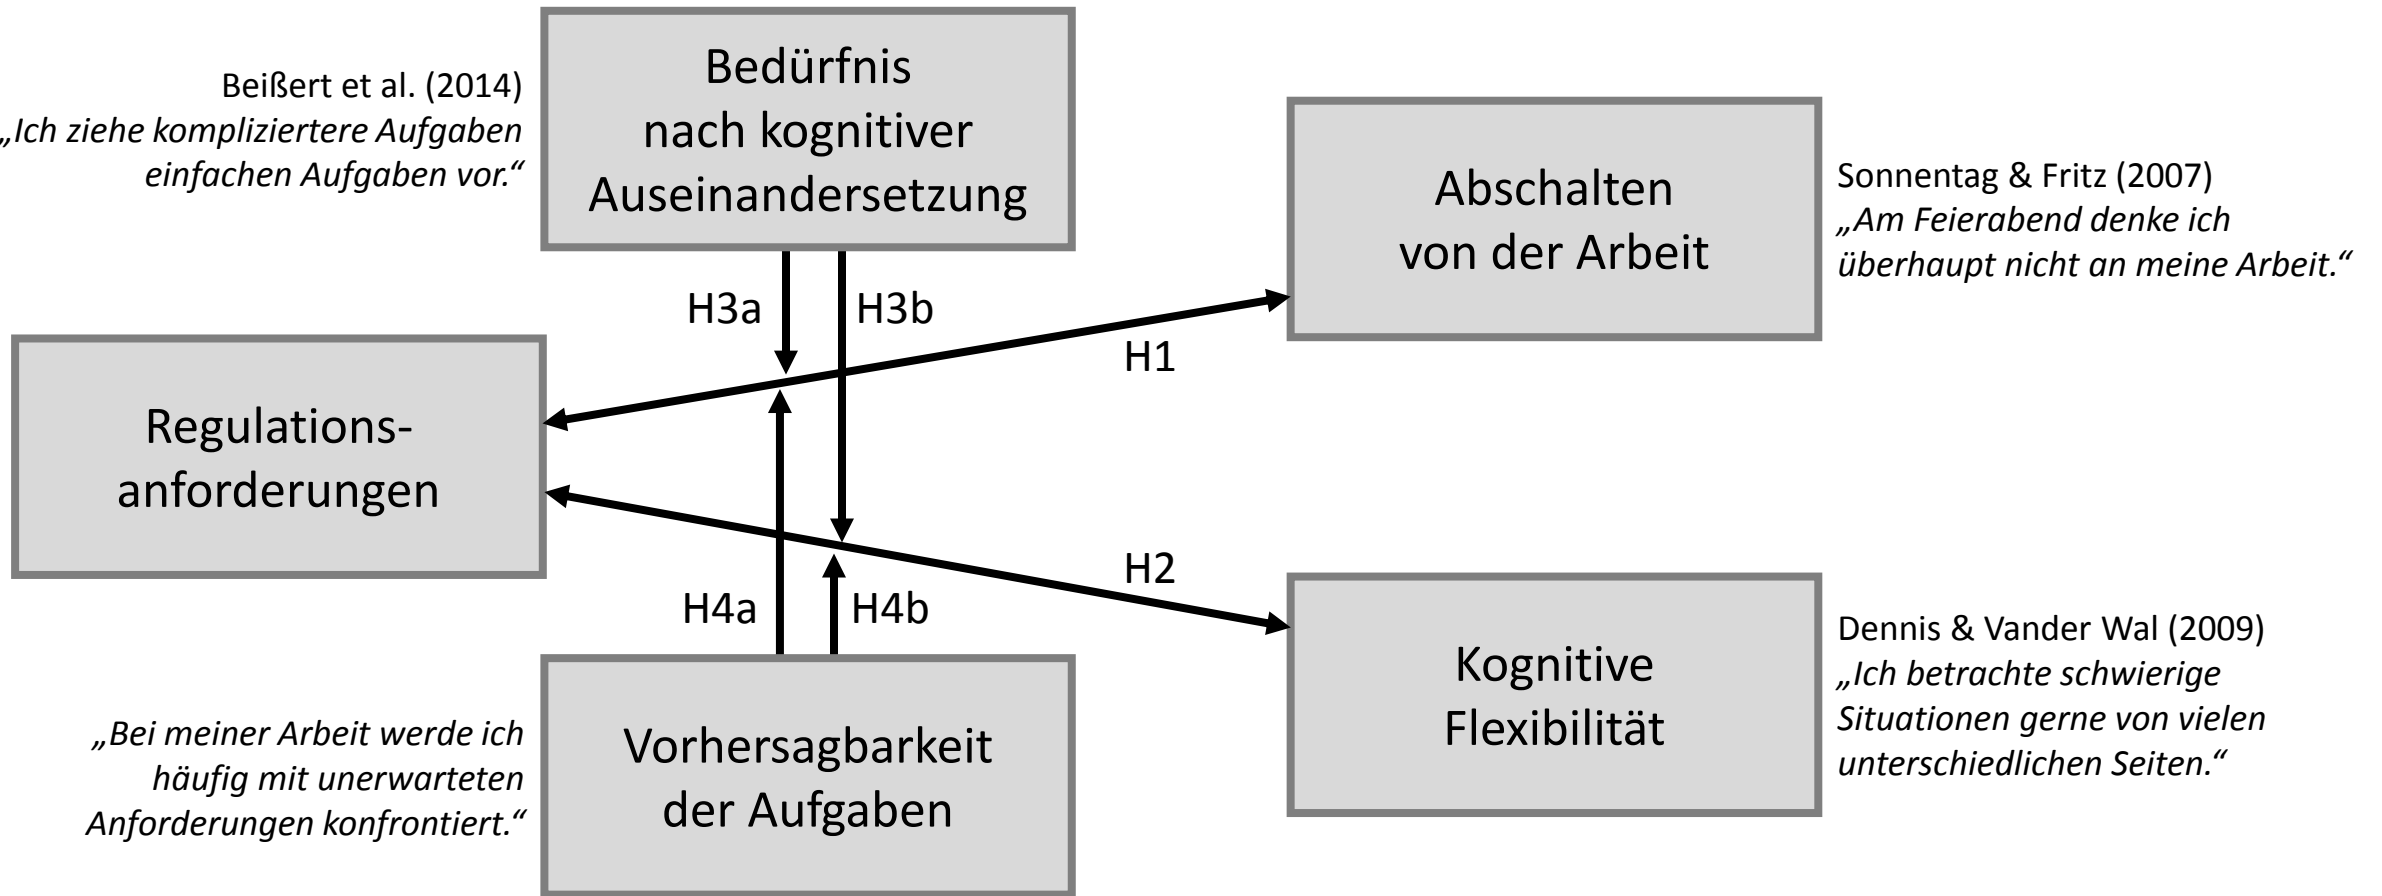 Bedürfnis
nach kognitiver
Auseinandersetzung
Beißert et al. (2014)
„Ich ziehe kompliziertere Aufgaben
einfachen Aufgaben vor.“
Abschalten
von der Arbeit
Sonnentag & Fritz (2007)
„Am Feierabend denke ich
überhaupt nicht an meine Arbeit.“
H3a
H3b
H1
Regulations-
anforderungen
H2
H4a
H4b
Kognitive
Flexibilität
Dennis & Vander Wal (2009)
„Ich betrachte schwierige
Situationen gerne von vielen
unterschiedlichen Seiten.“
Vorhersagbarkeit
der Aufgaben
„Bei meiner Arbeit werde ich
häufig mit unerwarteten
Anforderungen konfrontiert.“